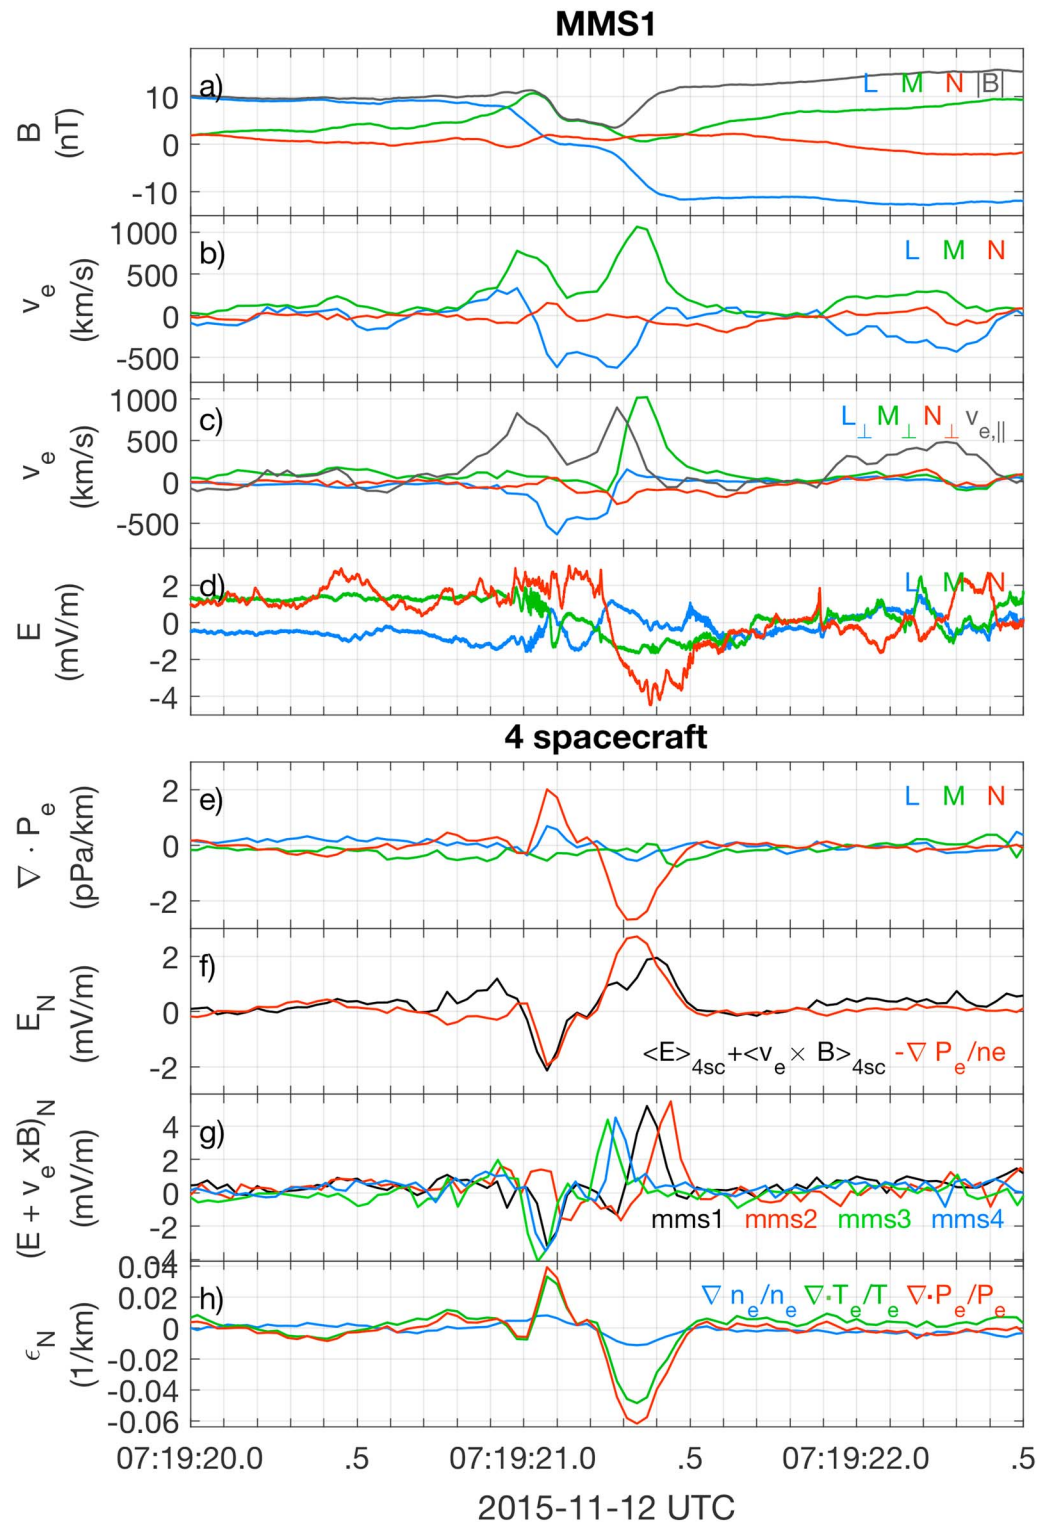 MMS1
a)
L M N |B|
10
0
-10
B
(nT)
b)
L M N
1000
500
0
-500
v e
(km/s)
c)
L⊥ M⊥ N⊥ v e,||
1000
500
0
-500
v e
(km/s)
d)
L M N
2
0
-2
-4
E
(mV/m)
4 spacecraft
e)
L M N
2
0
-2
∇ · P e
(pPa/km)
f)
2
0
-2
E N
(mV/m)
<E> 4sc +<v e × B> 4sc -∇ P e /ne
g)
4
2
0
-2
-4
(E + v e xB) N
(mV/m)
mms1 mms2 mms3 mms4
h)
∇ n e /n e ∇·T e /T e ∇·P e /P e
0.04
0.02
0
-0.02
-0.04
-0.06
ϵ N
(1/km)
07:19:20.0 .5 07:19:21.0 .5 07:19:22.0 .5
2015-11-12 UTC